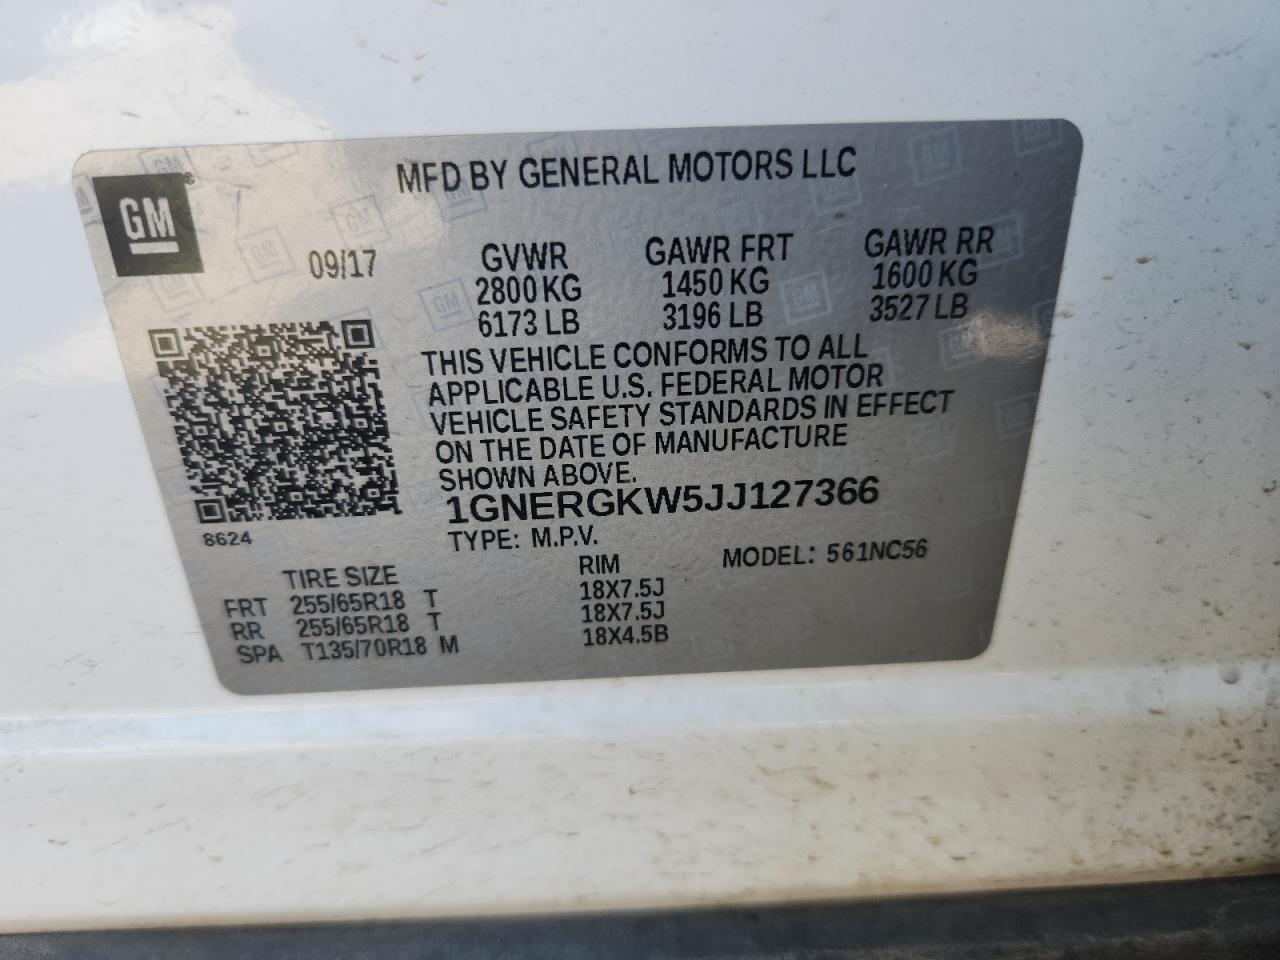 MFD BY GENERAL MOTORS LLC
GM
09/17 GVWR GAWR FRT GAWR RR
2800 KG 1450 KG 1600 KG
6173 LB 3196 LB 3527 LB
THIS VEHICLE CONFORMS TO ALL
APPLICABLE U.S. FEDERAL MOTOR
VEHICLE SAFETY STANDARDS IN EFFECT
ON THE DATE OF MANUFACTURE
SHOWN ABOVE.
1GNERGKW5JJ127366
8624
TYPE: M.P.V. MODEL: 561NC56
TIRE SIZE RIM
FRT 255/65R18 T 18X7.5J
RR 255/65R18 T 18X7.5J
SPA T135/70R18 M 18X4.5B